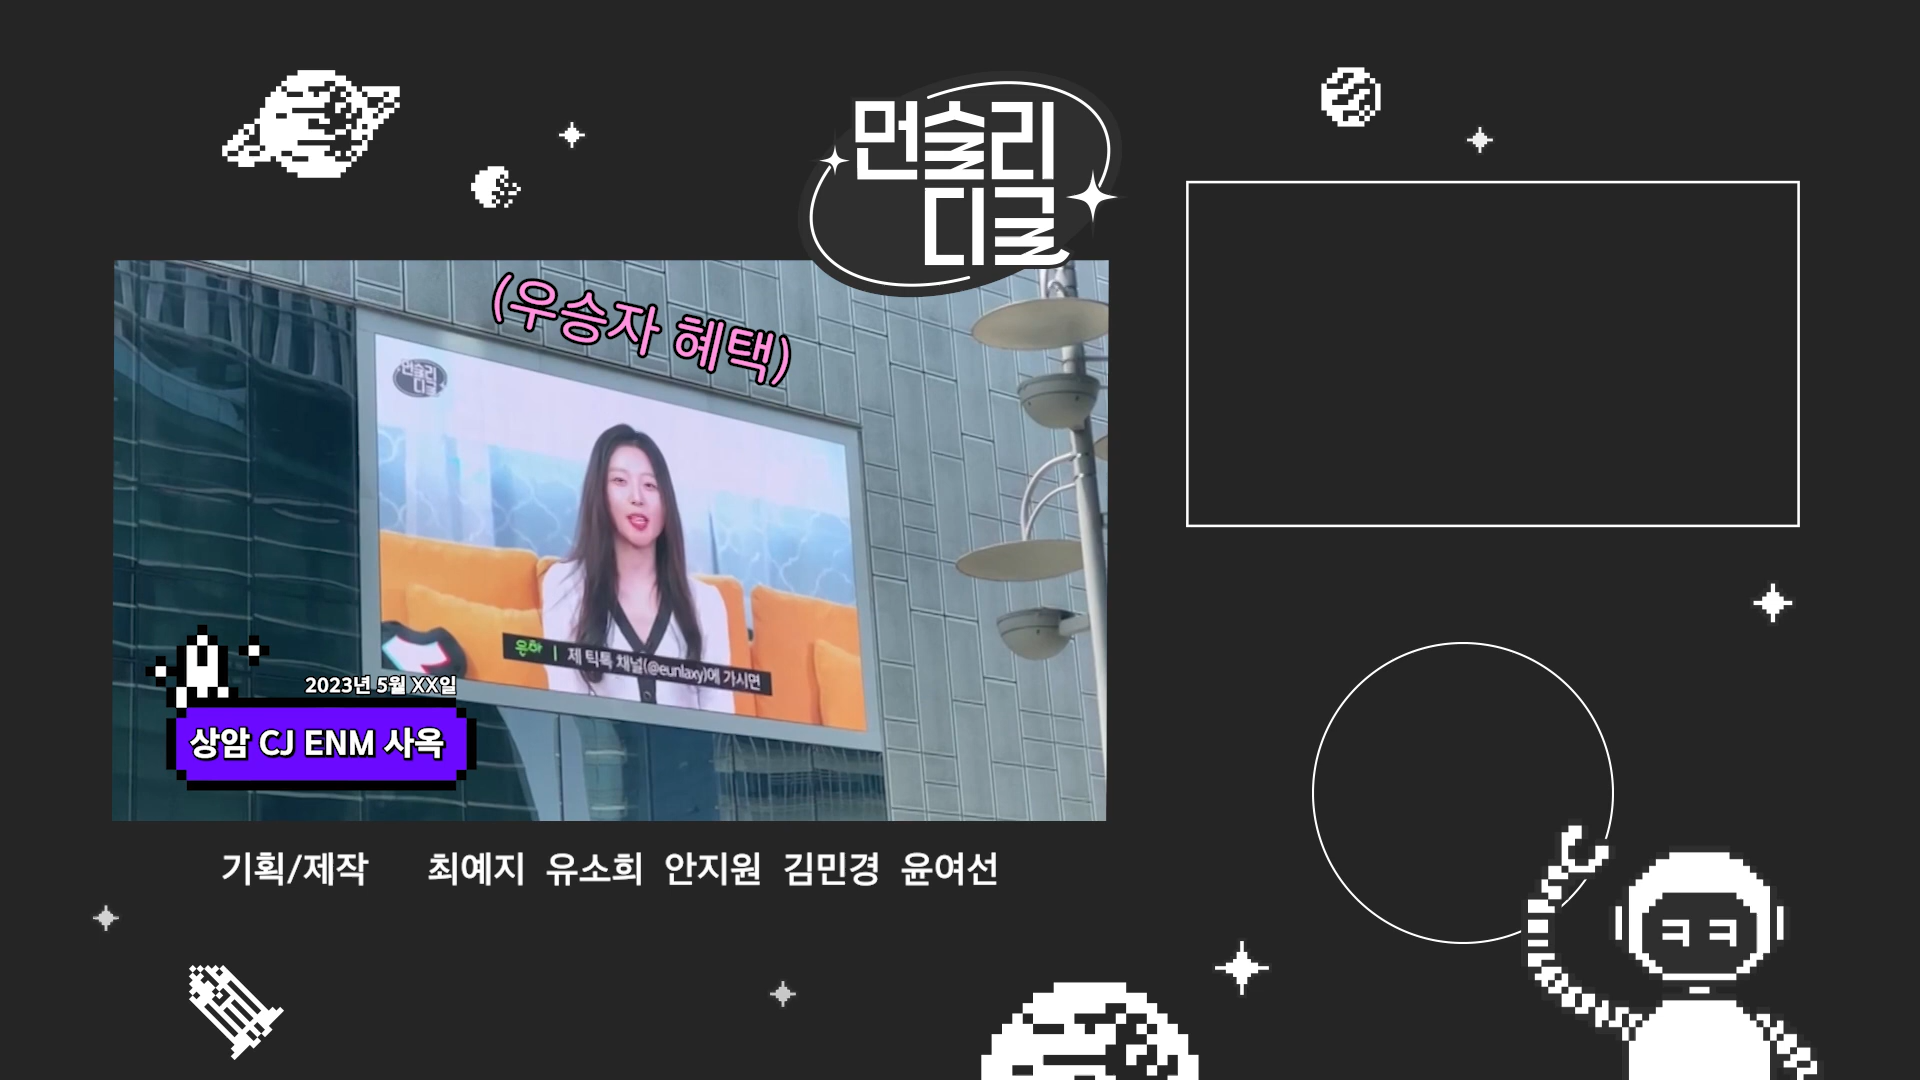 먼슬리
디글
(우승자 혜택)
먼슬리
디글
은하 | 제 틱톡 채널(@eunlaxy)에 가시면
2023년 5월 XX일
상암 CJ ENM 사옥
기획/제작 최예지 유소희 안지원 김민경 윤여선
ㅋㅋ